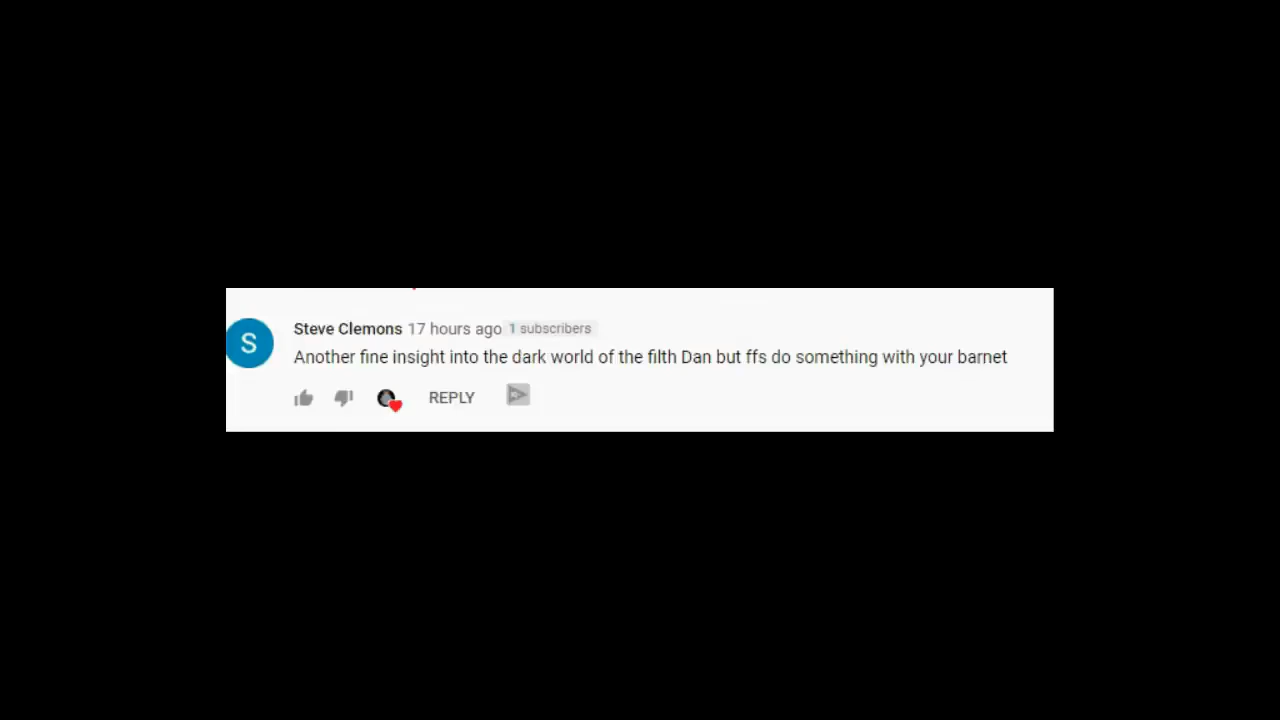 S
Steve Clemons 17 hours ago 1 subscribers
Another fine insight into the dark world of the filth Dan but ffs do something with your barnet
REPLY